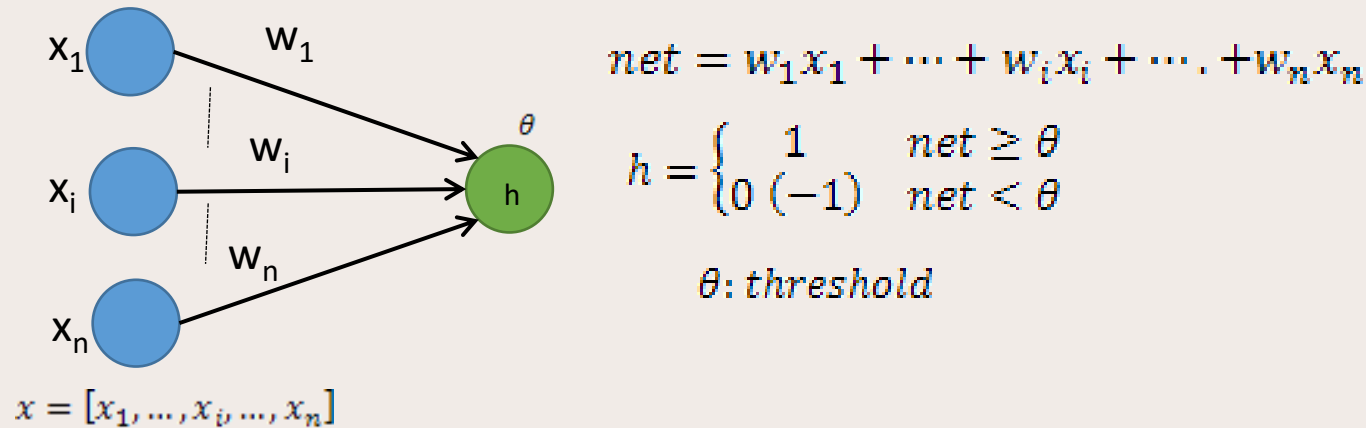 x₁
w₁
xᵢ
wᵢ
xₙ
wₙ
θ
h
x = [x₁, ..., xᵢ, ..., xₙ]
net = w₁x₁ + ⋯ + wᵢxᵢ + ⋯. +wₙxₙ
h = { 1 net ≥ θ
0 (−1) net < θ
θ: threshold